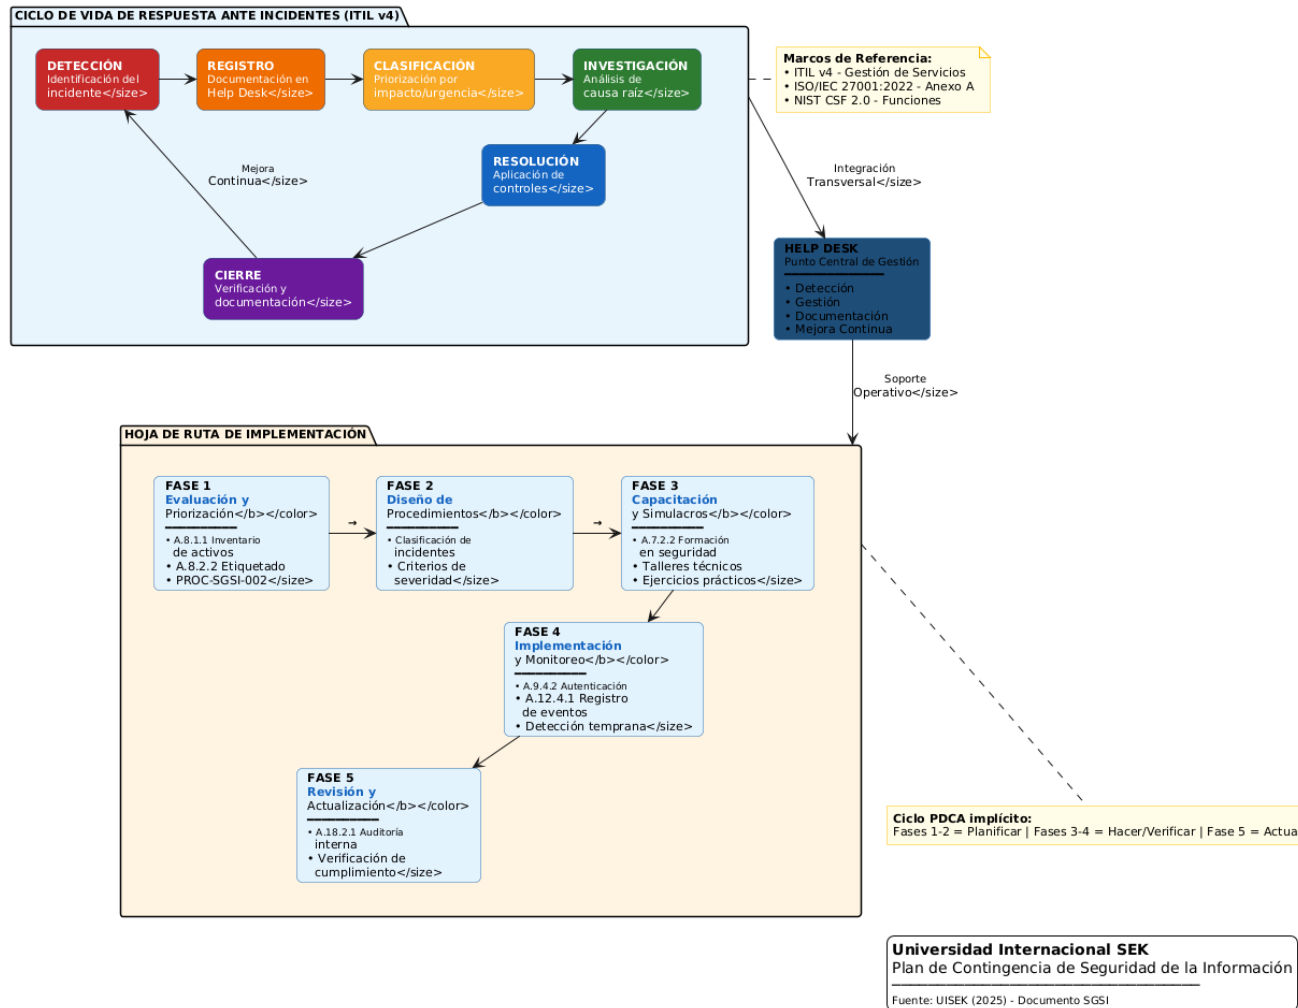 CICLO DE VIDA DE RESPUESTA ANTE INCIDENTES (ITIL v4)
DETECCIÓN
Identificación del
incidente</size>
REGISTRO
Documentación en
Help Desk</size>
CLASIFICACIÓN
Priorización por
impacto/urgencia</size>
INVESTIGACIÓN
Análisis de
causa raíz</size>
Marcos de Referencia:
• ITIL v4 - Gestión de Servicios
• ISO/IEC 27001:2022 - Anexo A
• NIST CSF 2.0 - Funciones
RESOLUCIÓN
Aplicación de
controles</size>
Mejora
Continua</size>
Integración
Transversal</size>
CIERRE
Verificación y
documentación</size>
HELP DESK
Punto Central de Gestión
• Detección
• Gestión
• Documentación
• Mejora Continua
Soporte
Operativo</size>
HOJA DE RUTA DE IMPLEMENTACIÓN
FASE 1
Evaluación y
Priorización</b></color>
• A.8.1.1 Inventario
de activos
• A.8.2.2 Etiquetado
• PROC-SGSI-002</size>
→
FASE 2
Diseño de
Procedimientos</b></color>
• Clasificación de
incidentes
• Criterios de
severidad</size>
→
FASE 3
Capacitación
y Simulacros</b></color>
• A.7.2.2 Formación
en seguridad
• Talleres técnicos
• Ejercicios prácticos</size>
FASE 4
Implementación
y Monitoreo</b></color>
• A.9.4.2 Autenticación
• A.12.4.1 Registro
de eventos
• Detección temprana</size>
FASE 5
Revisión y
Actualización</b></color>
• A.18.2.1 Auditoría
interna
• Verificación de
cumplimiento</size>
Ciclo PDCA implícito:
Fases 1-2 = Planificar | Fases 3-4 = Hacer/Verificar | Fase 5 = Actua
Universidad Internacional SEK
Plan de Contingencia de Seguridad de la Información
Fuente: UISEK (2025) - Documento SGSI